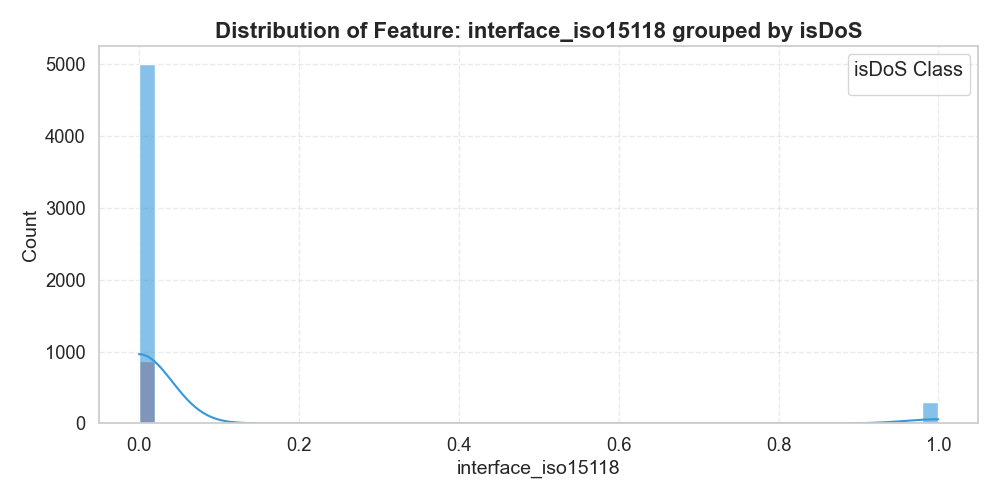 Distribution of Feature: interface_iso15118 grouped by isDoS
isDoS Class
5000
4000
3000
2000
1000
0
Count
0.0 0.2 0.4 0.6 0.8 1.0
interface_iso15118